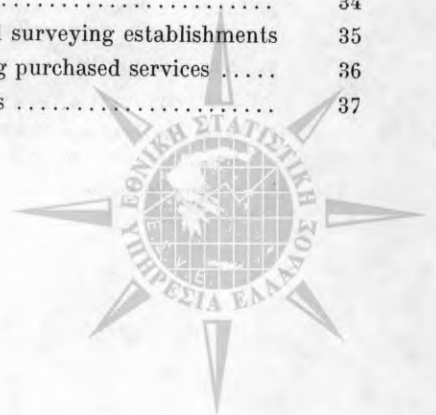 34
surveying establishments 35
purchased services ..... 36
37
ΕΘΝΙΚΗ ΣΤΑΤΙΣΤΙΚΗ
ΥΠΗΡΕΣΙΑ ΕΛΛΑΔΟΣ
Ε.Σ.Υ.Ε.